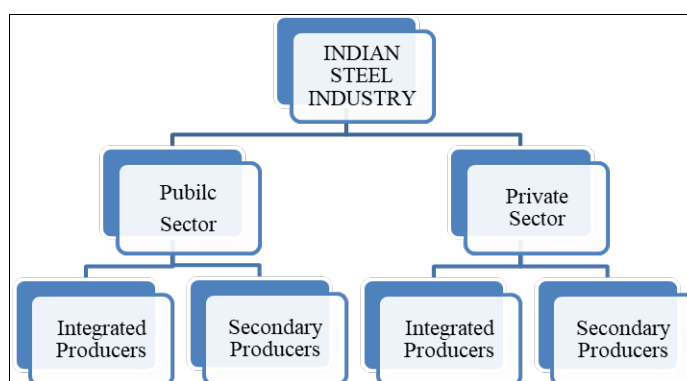 INDIAN
STEEL
INDUSTRY
Pubilc
Sector
Private
Sector
Integrated
Producers
Secondary
Producers
Integrated
Producers
Secondary
Producers